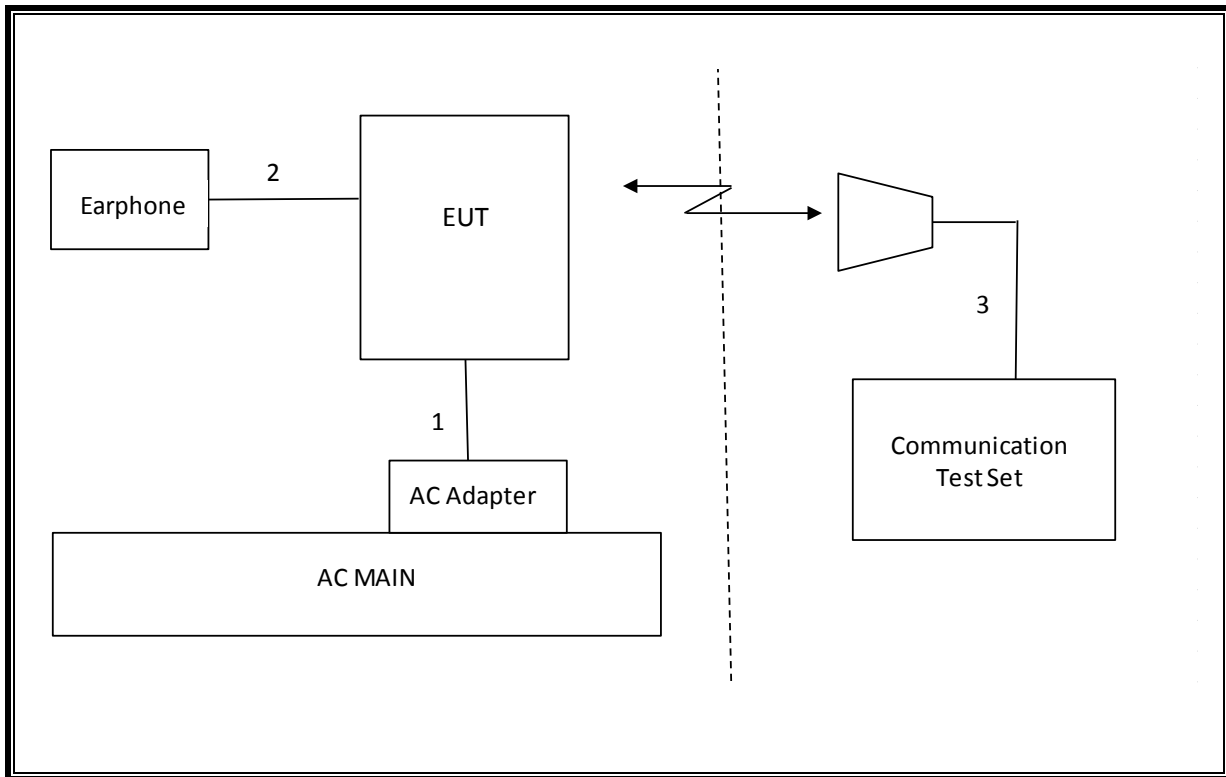 Earphone
2
EUT
1
AC Adapter
AC MAIN
3
Communication
Test Set